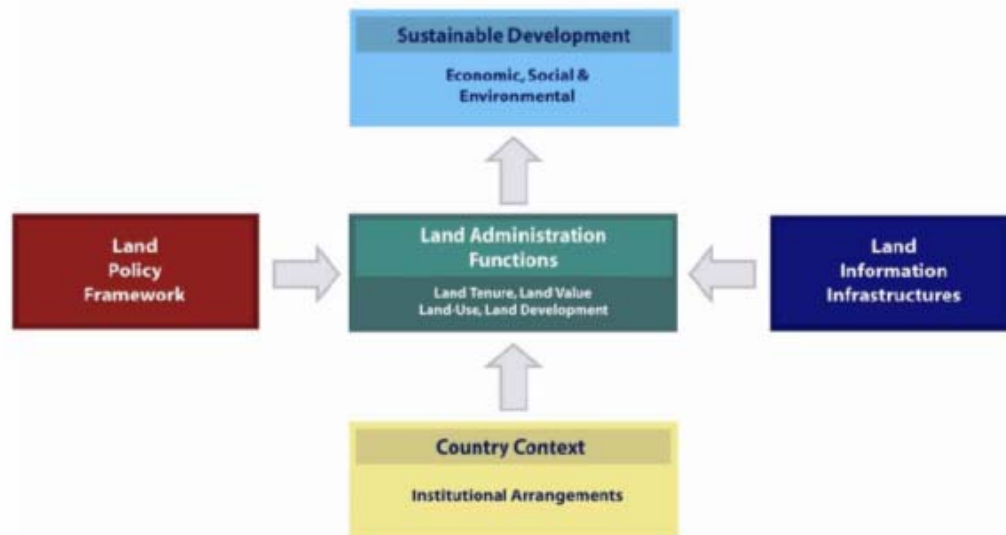 Sustainable Development
Economic, Social &
Environmental
Land
Policy
Framework
Land Administration
Functions
Land Tenure, Land Value
Land-Use, Land Development
Land
Information
Infrastructures
Country Context
Institutional Arrangements